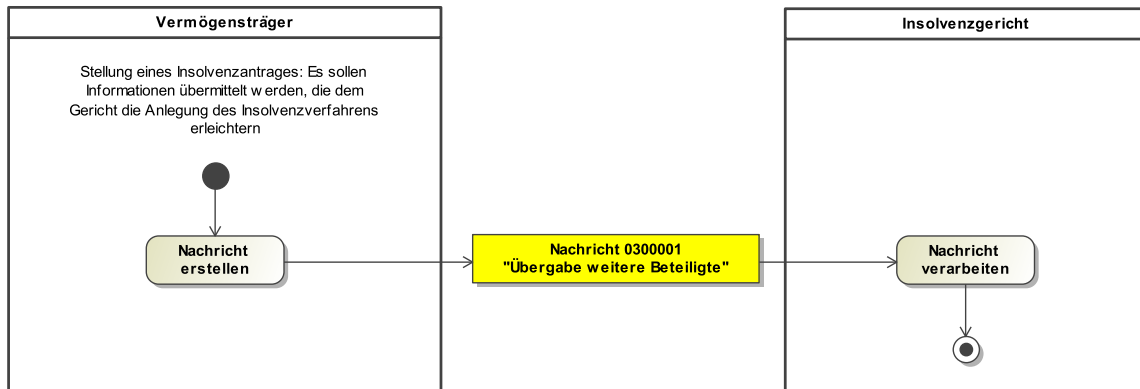 Vermögensträger
Insolvenzgericht
Stellung eines Insolvenzantrages: Es sollen
Informationen übermittelt werden, die dem
Gericht die Anlegung des Insolvenzverfahrens
erleichtern
Nachricht
erstellen
Nachricht 0300001
"Übergabe weitere Beteiligte"
Nachricht
verarbeiten